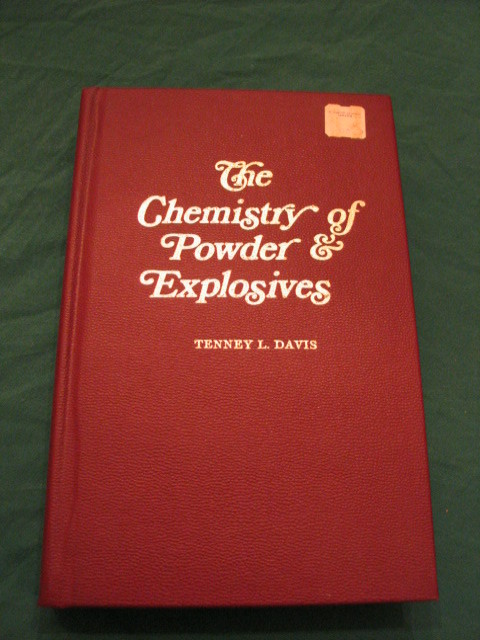 The
Chemistry of
Powder &
Explosives
TENNEY L. DAVIS